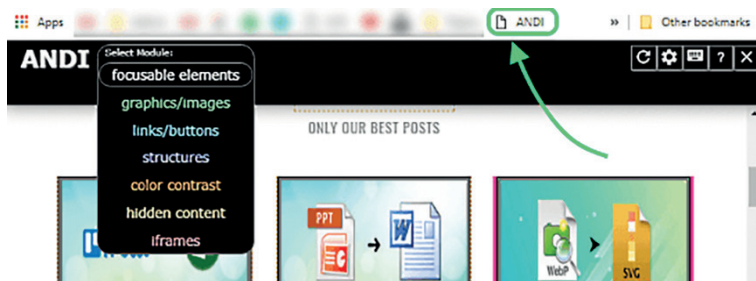 Apps
ANDI
»
Other bookmarks
ANDI
Select Module:
focusable elements
graphics/images
links/buttons
structures
color contrast
hidden content
iframes
?
ONLY OUR BEST POSTS
PPT
W
WebP
SVG